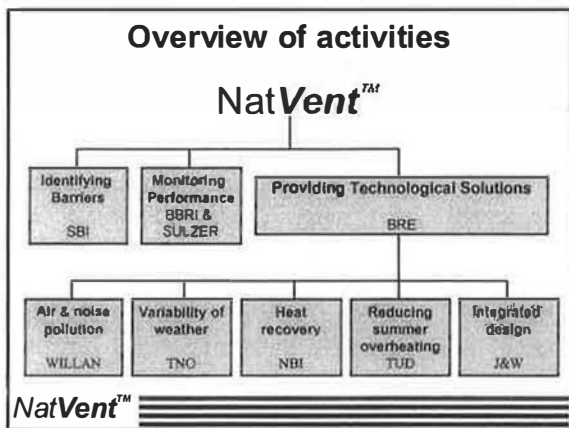 Overview of activities
NatVent™
Identifying
Barriers
SBI
Monitoring
Performance
BBRI &
SULZER
Providing Technological Solutions
BRE
Air & noise
pollution
WILLAN
Variability of
weather
TNO
Heat
recovery
NBI
Reducing
summer
overheating
TUD
Integrated
design
J&W
NatVent™